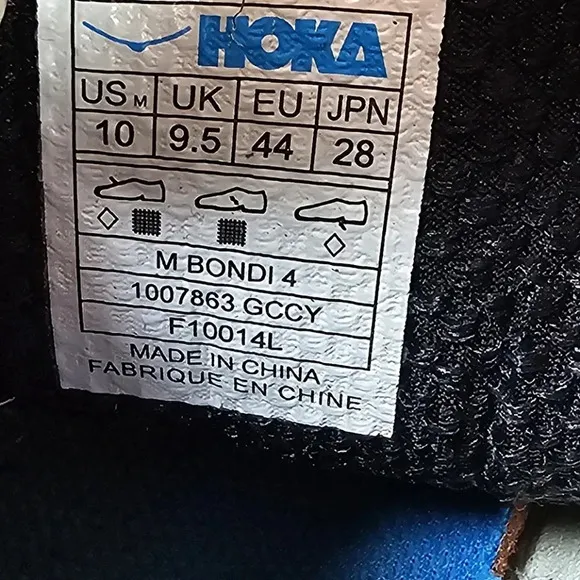 HOKA
US M UK EU JPN
10 9.5 44 28
M BONDI 4
1007863 GCCY
F10014L
MADE IN CHINA
FABRIQUE EN CHINE